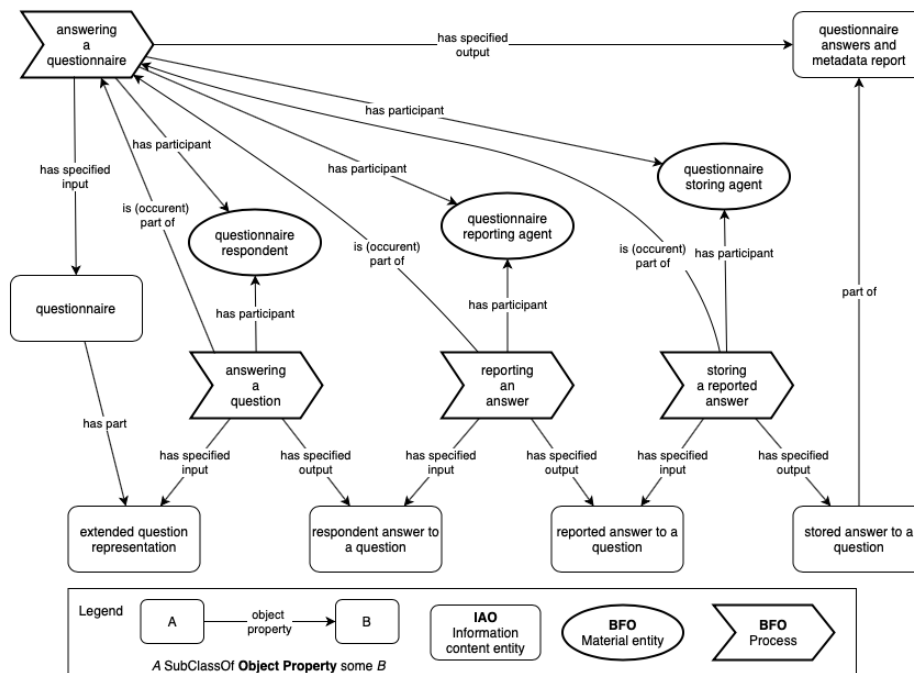 answering
a
questionnaire
has specified
output
questionnaire
answers and
metadata report
has participant
has participant
has specified
input
has participant
questionnaire
storing agent
is (occurent)
part of
questionnaire
respondent
questionnaire
reporting agent
is (occurent)
part of
is (occurent)
part of
has participant
questionnaire
has participant
has participant
part of
answering
a
question
reporting
an
answer
storing
a reported
answer
has part
has specified
input
has specified
output
has specified
input
has specified
output
has specified
input
has specified
output
extended question
representation
respondent answer to
a question
reported answer to a
question
stored answer to a
question
Legend
A
object
property
B
A SubClassOf Object Property some B
IAO
Information
content entity
BFO
Material entity
BFO
Process